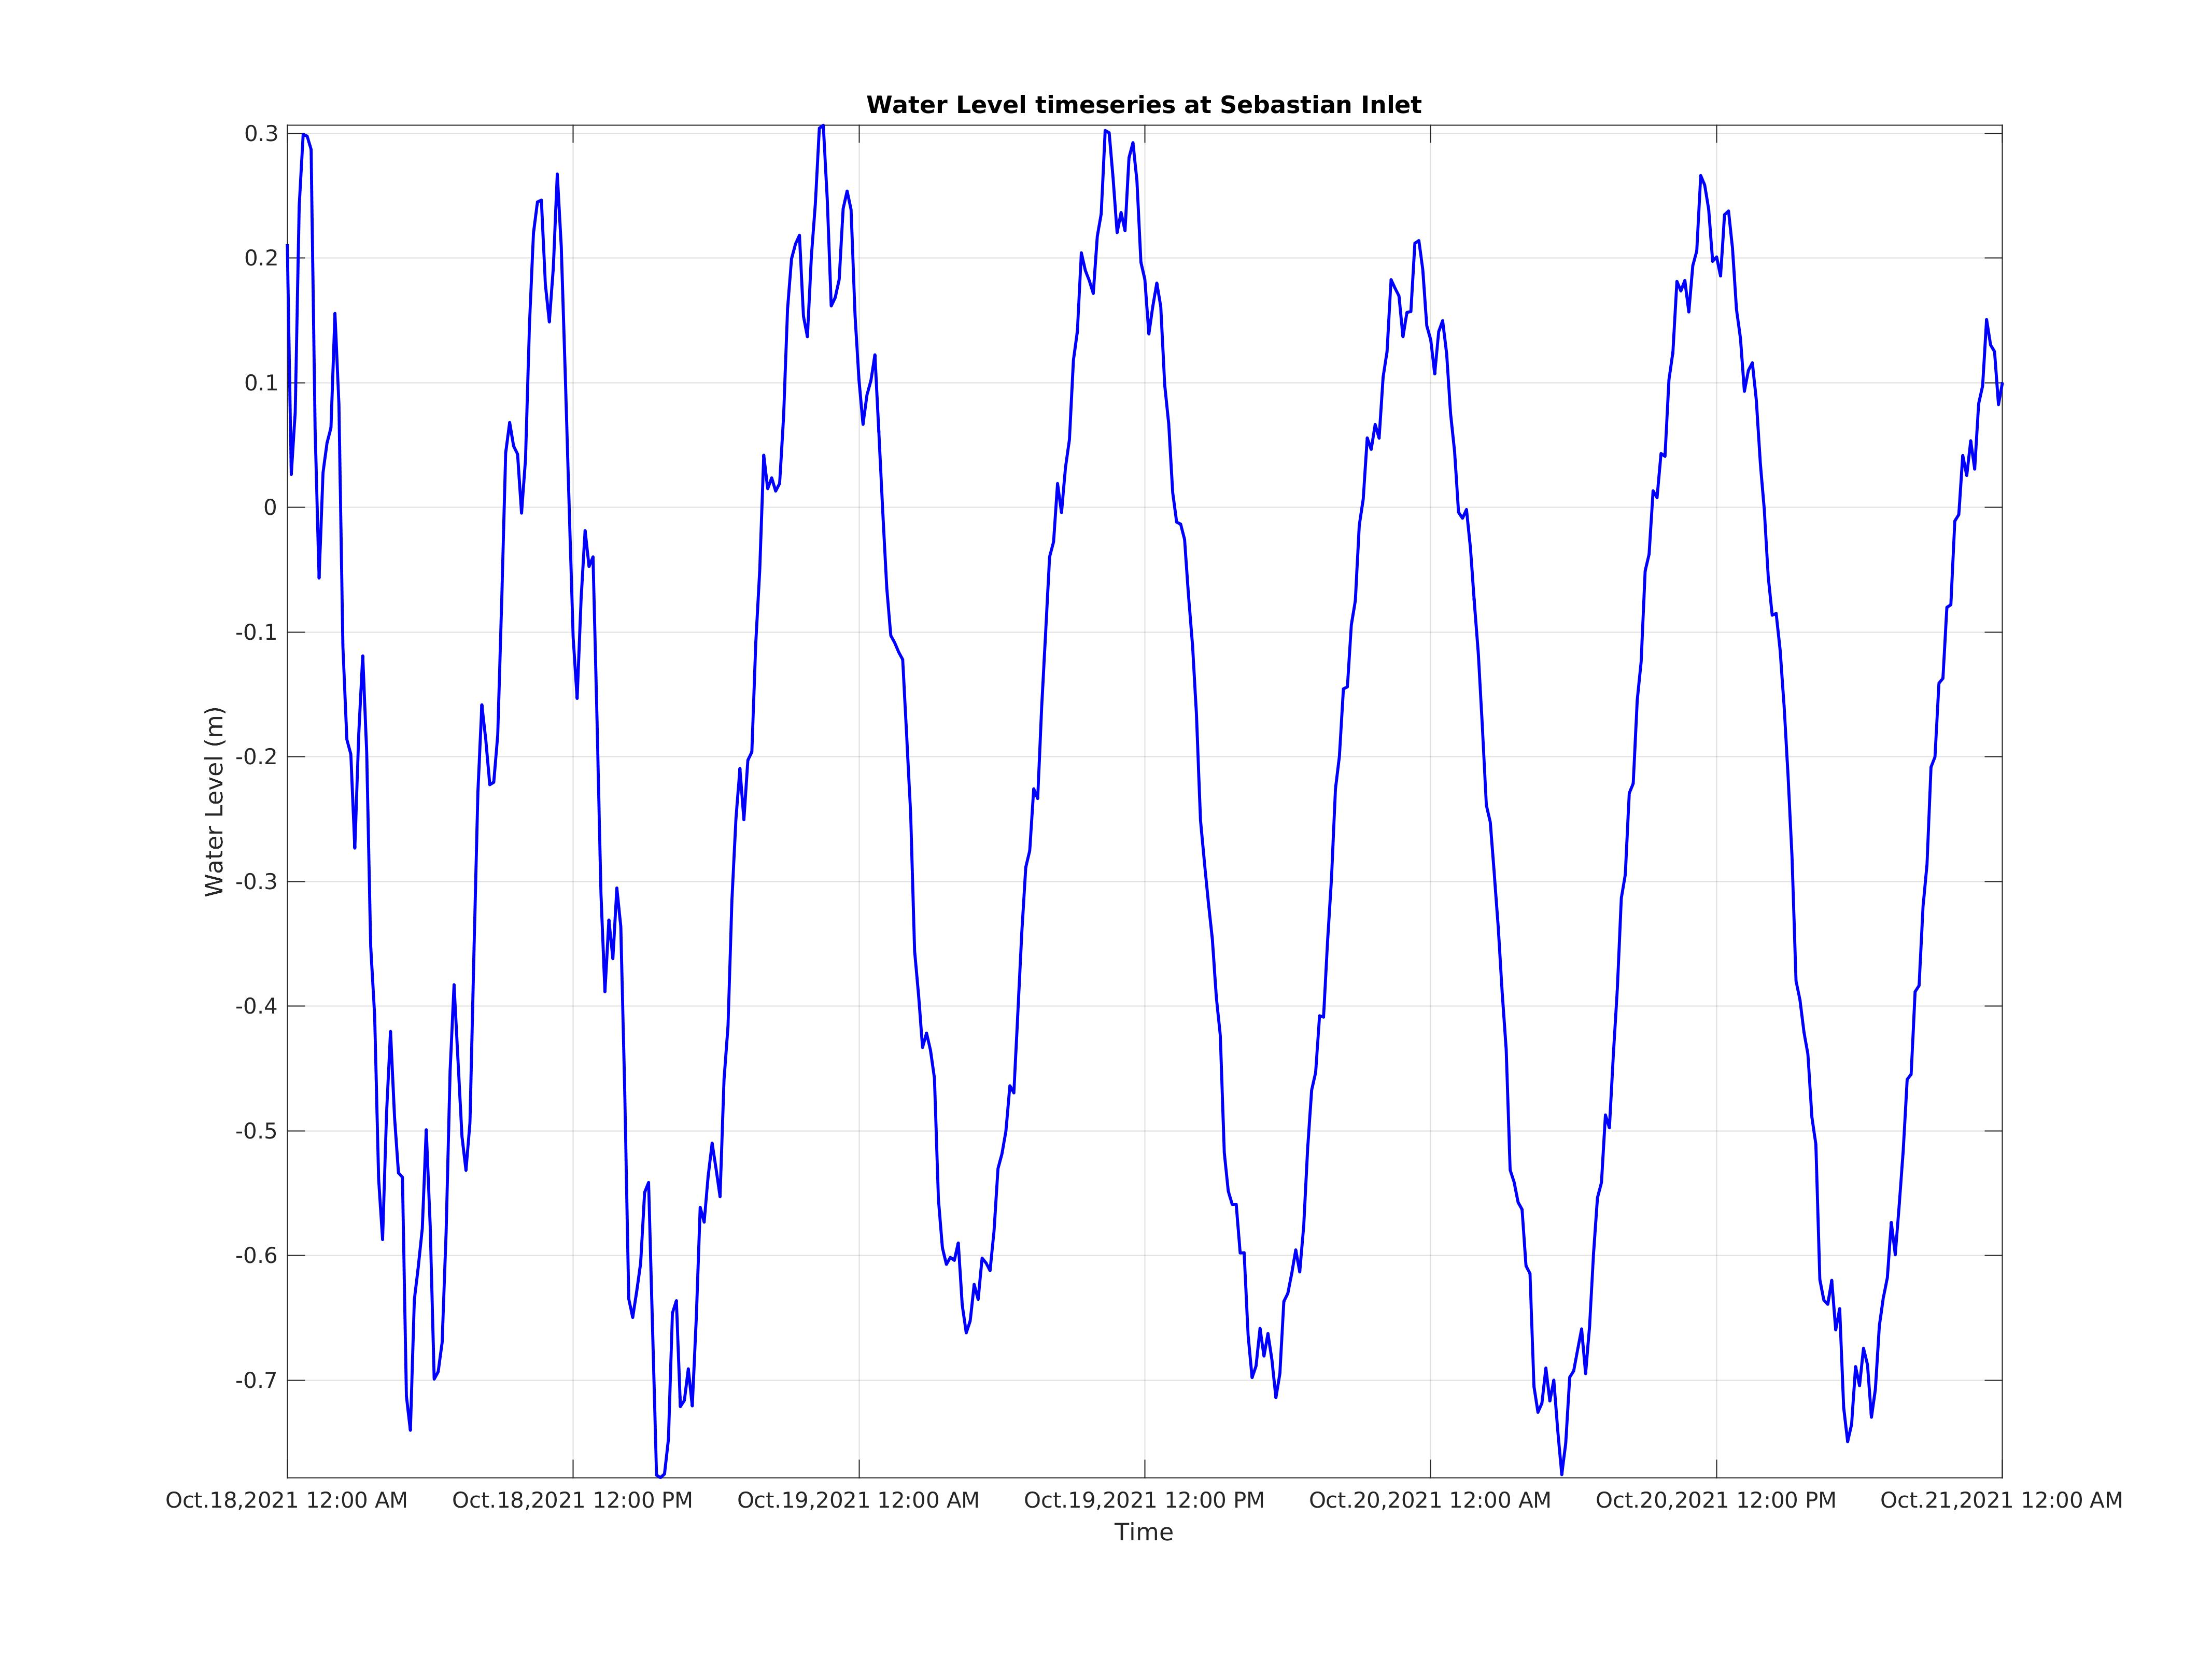 Water Level timeseries at Sebastian Inlet
0.3
0.2
0.1
0
-0.1
-0.2
-0.3
-0.4
-0.5
-0.6
-0.7
Water Level (m)
Oct.18,2021 12:00 AM Oct.18,2021 12:00 PM Oct.19,2021 12:00 AM Oct.19,2021 12:00 PM Oct.20,2021 12:00 AM Oct.20,2021 12:00 PM Oct.21,2021 12:00 AM
Time